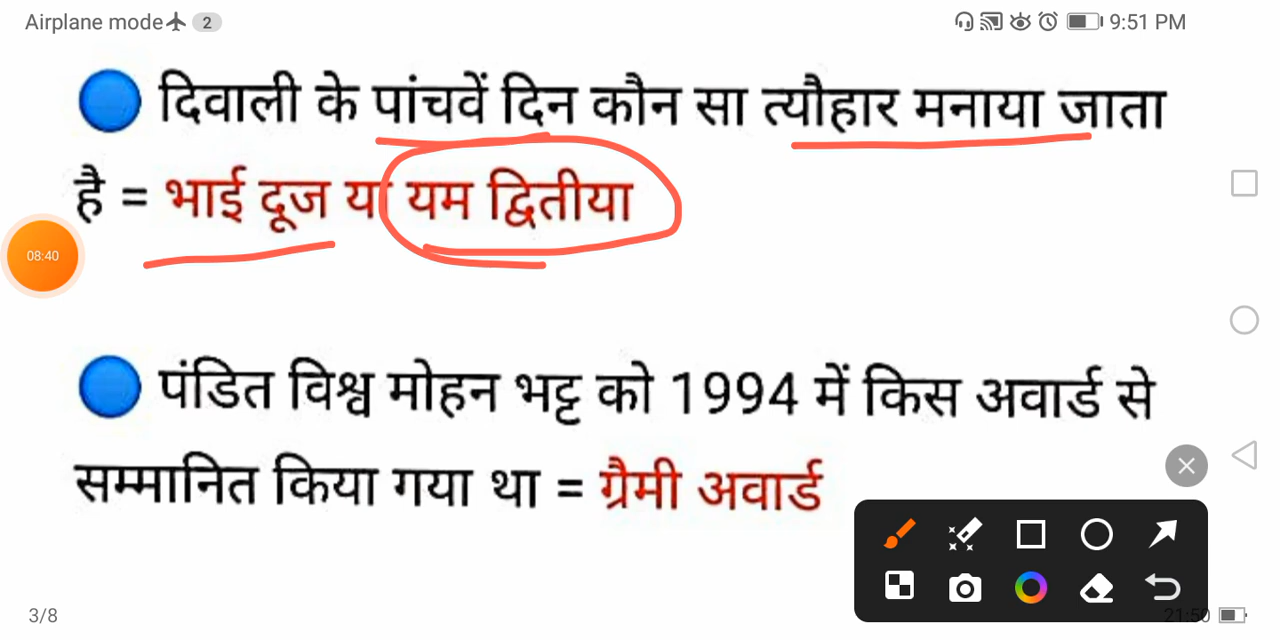 Airplane mode 2 9:51 PM
दिवाली के पांचवें दिन कौन सा त्यौहार मनाया जाता
है = भाई दूज या यम द्वितीया
08:40
पंडित विश्व मोहन भट्ट को 1994 में किस अवार्ड से
सम्मानित किया गया था = ग्रैमी अवार्ड
3/8 21:50